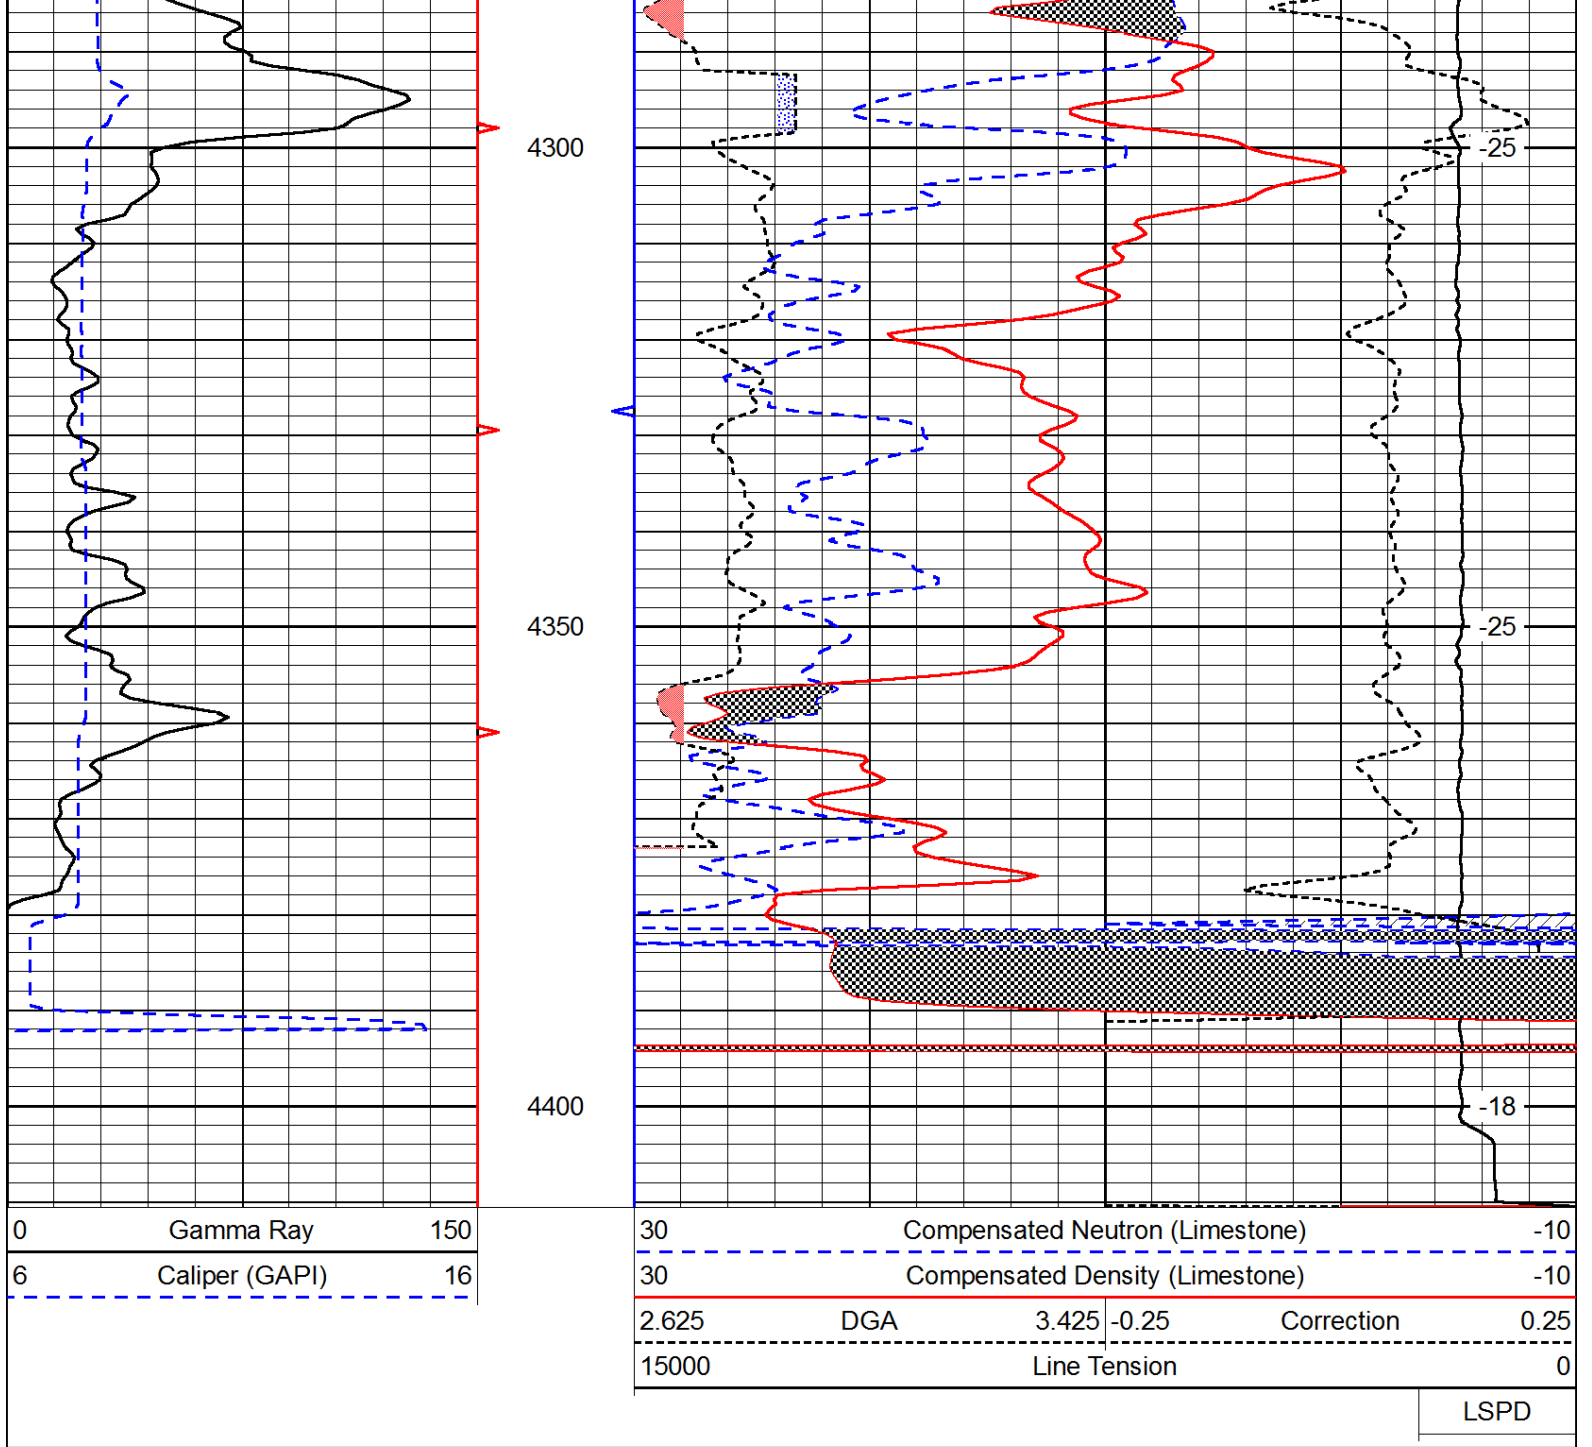 4300
-25
4350
-25
4400
-18
0 Gamma Ray 150
6 Caliper (GAPI) 16
30 Compensated Neutron (Limestone) -10
30 Compensated Density (Limestone) -10
2.625 DGA 3.425 -0.25 Correction 0.25
15000 Line Tension 0
LSPD